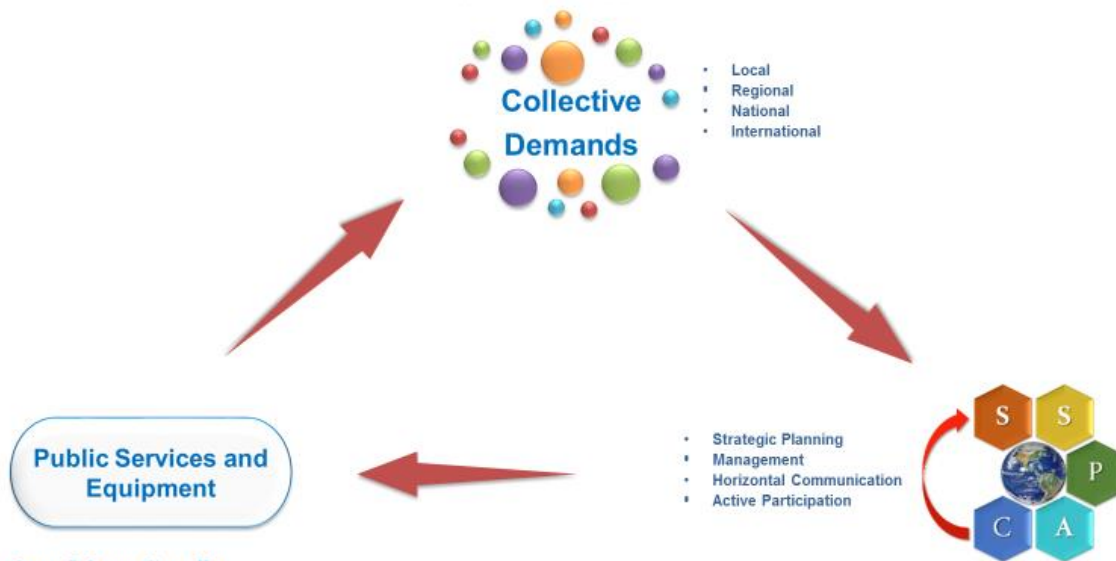 Collective
Demands
• Local
▪ Regional
• National
• International
Public Services and
Equipment
• Strategic Planning
▪ Management
• Horizontal Communication
▪ Active Participation
S
S
P
C
A